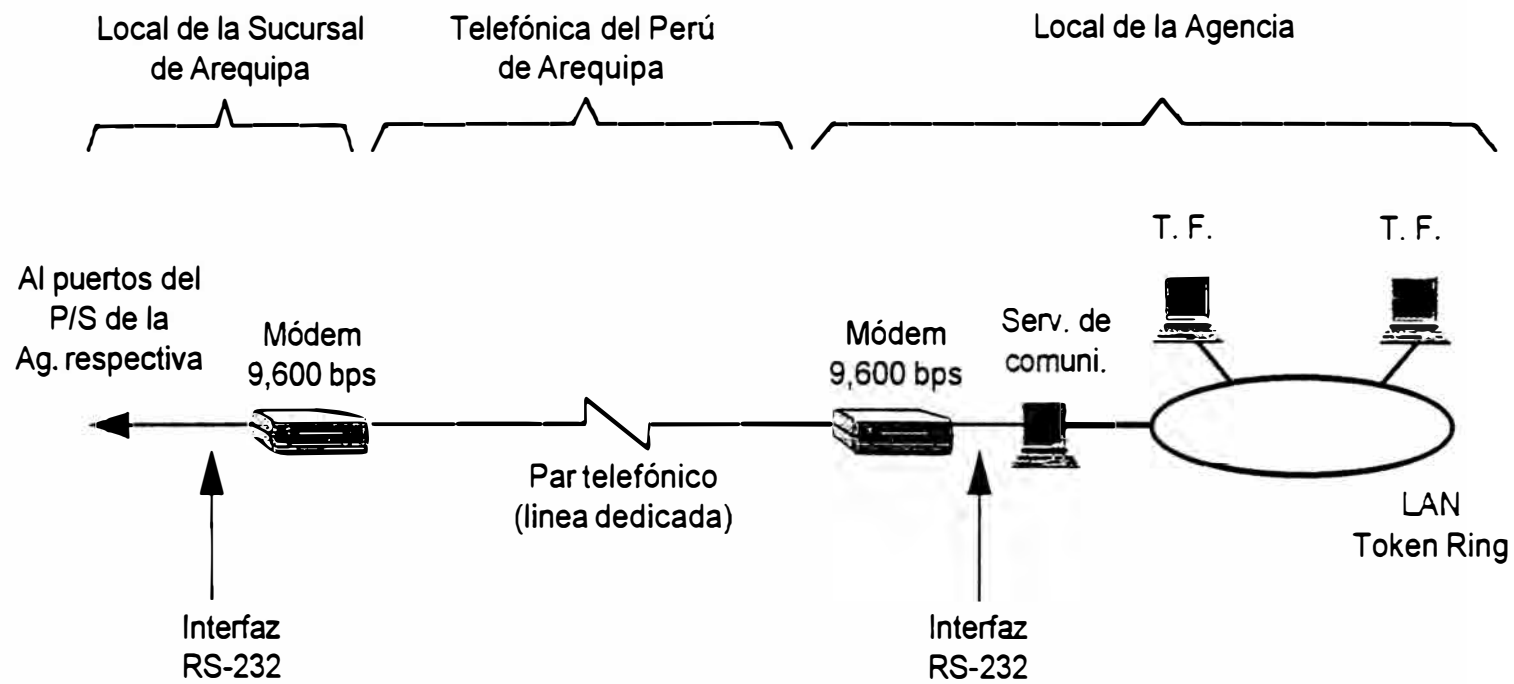 Local de la Sucursal
de Arequipa
Telefónica del Perú
de Arequipa
Local de la Agencia
T. F.
T. F.
Al puertos del
P/S de la
Ag. respectiva
Módem
9,600 bps
Módem
9,600 bps
Serv. de
comuni.
Par telefónico
(linea dedicada)
LAN
Token Ring
Interfaz
RS-232
Interfaz
RS-232